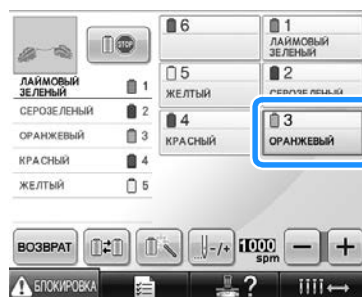 6
1
ЛАЙМОВЫЙ
ЗЕЛЕНЫЙ
5
ЖЕЛТЫЙ
2
СЕРОЗЕЛЕНЫЙ
4
КРАСНЫЙ
3
ОРАНЖЕВЫЙ
STOP
ЛАЙМОВЫЙ
ЗЕЛЕНЫЙ 1
СЕРОЗЕЛЕНЫЙ 2
ОРАНЖЕВЫЙ 3
КРАСНЫЙ 4
ЖЕЛТЫЙ 5
ВОЗВРАТ
-/+
1000
spm
− +
БЛОКИРОВКА
?